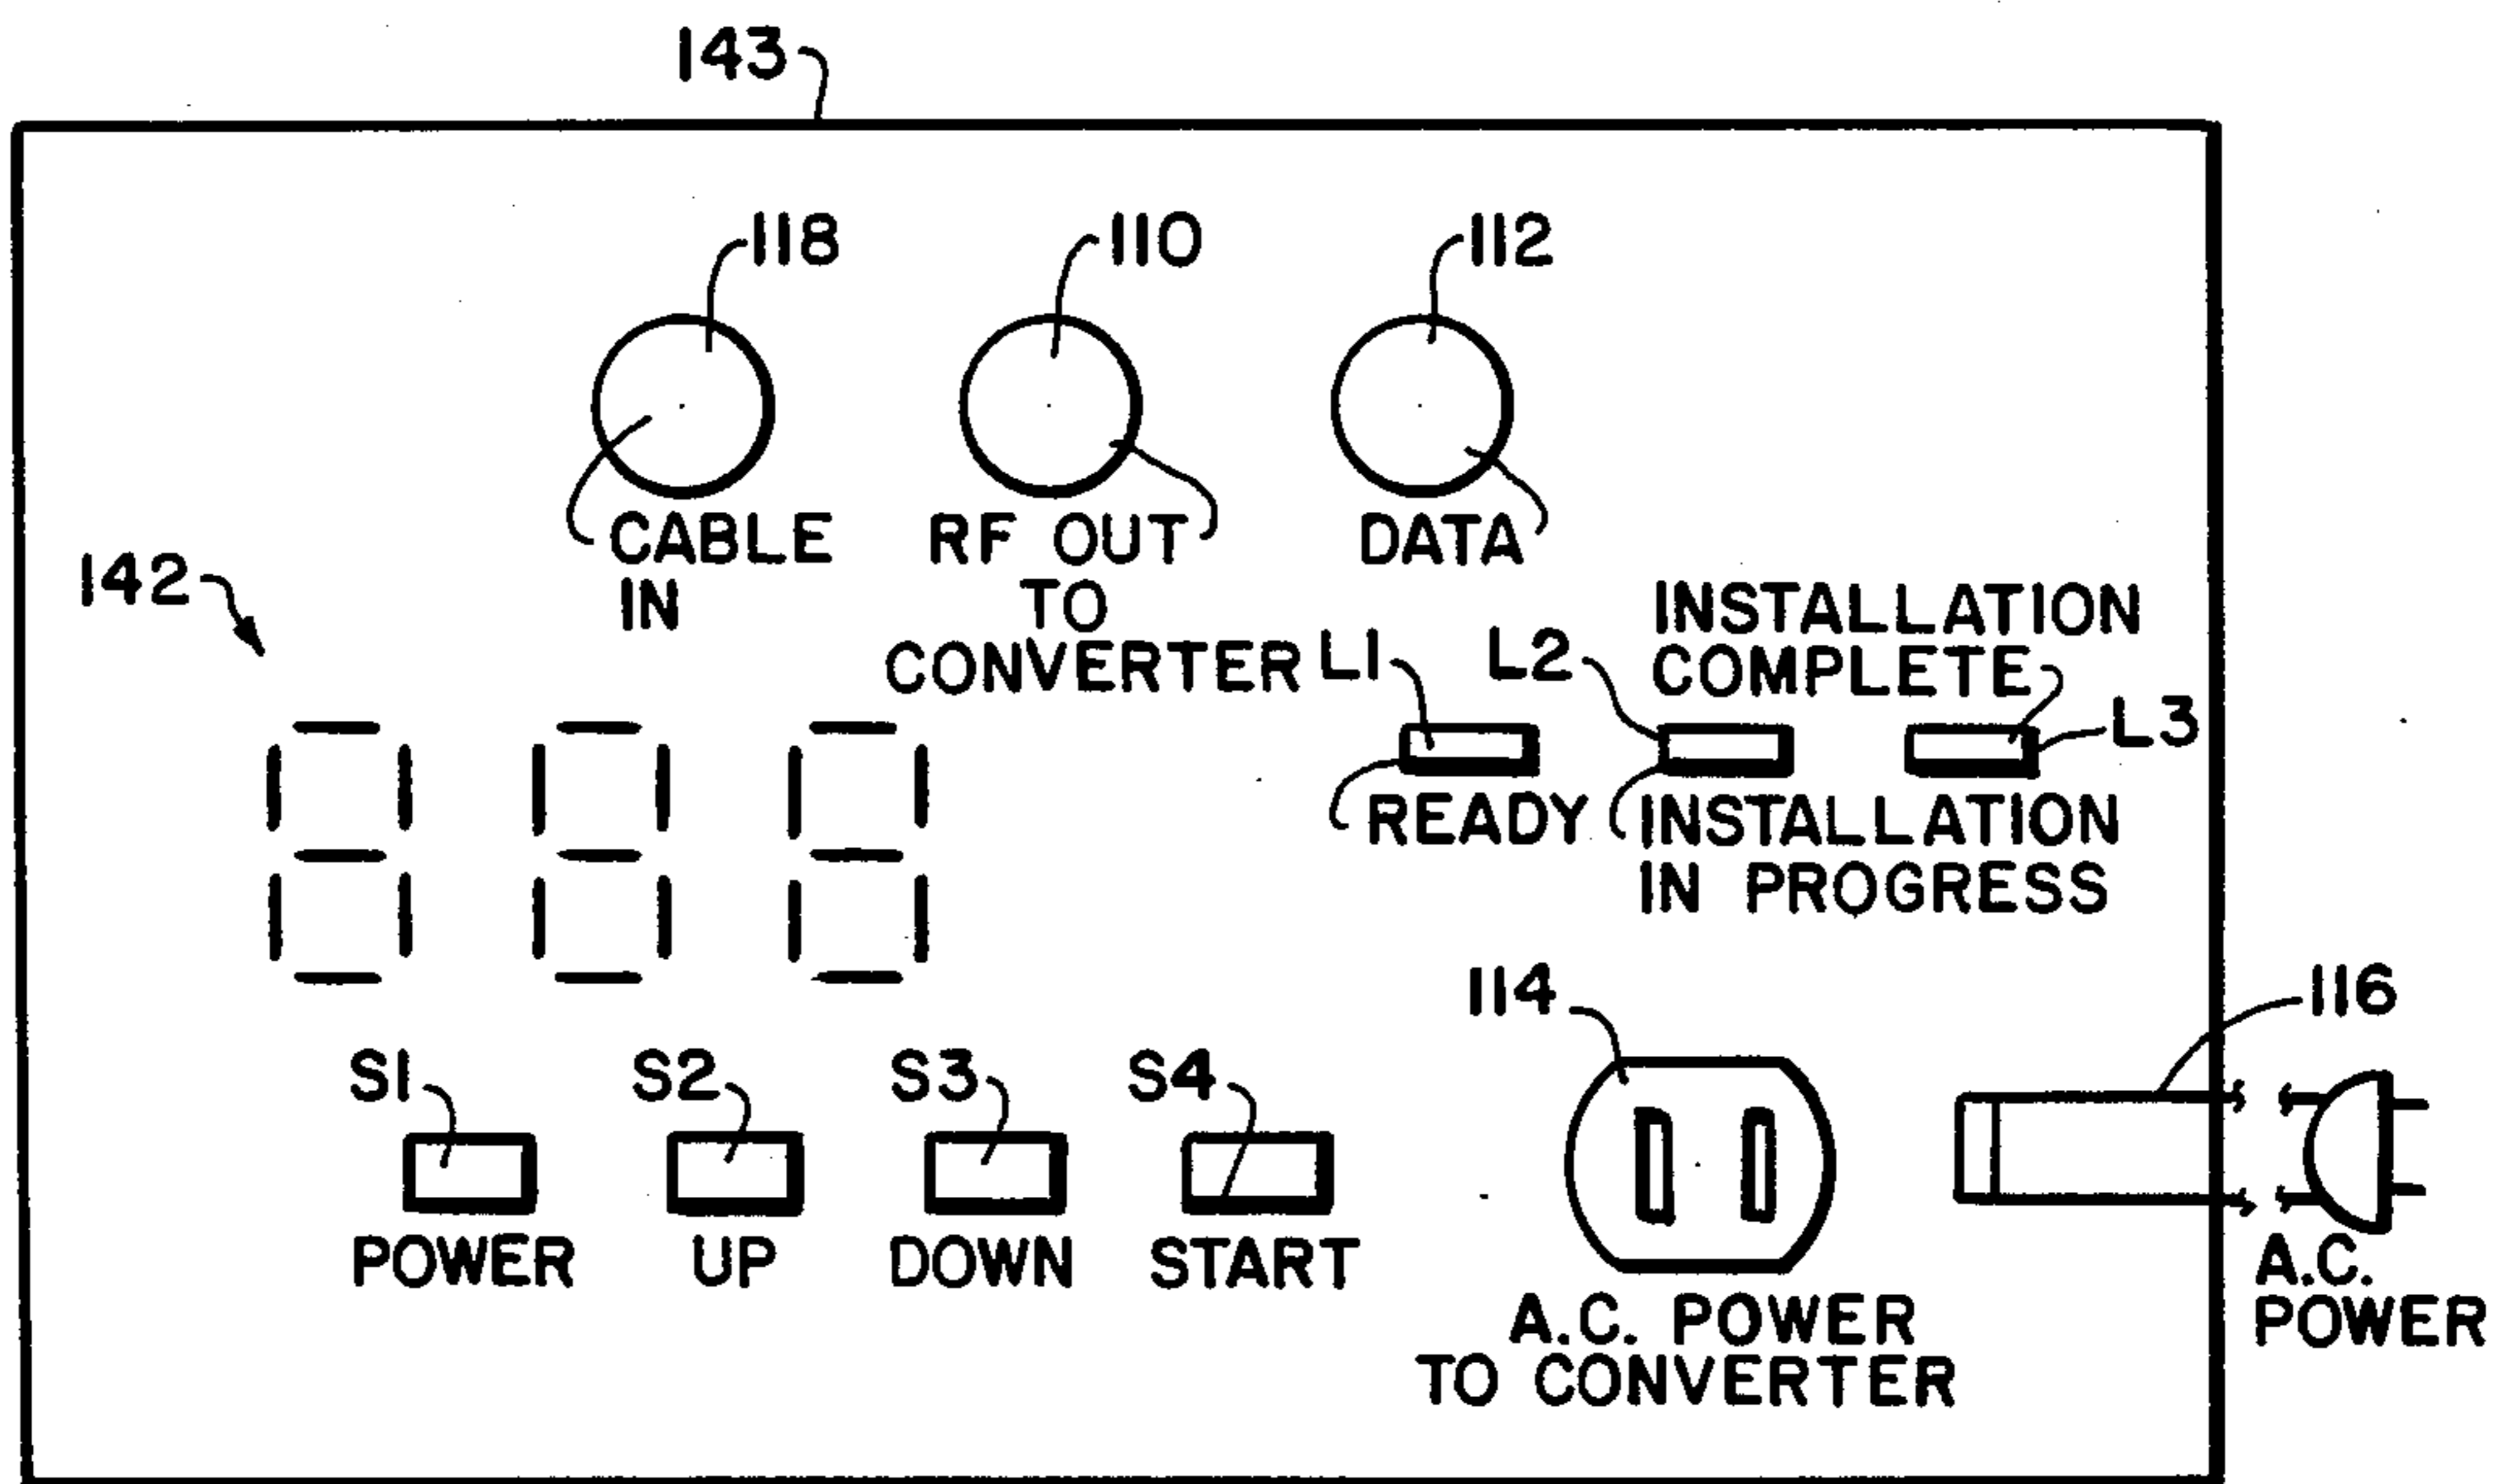 143
118
110
112
CABLE
IN
RF OUT
TO
CONVERTER
DATA
142
L1
L2
INSTALLATION
COMPLETE
L3
READY
INSTALLATION
IN PROGRESS
888
114
116
S1
S2
S3
S4
POWER
UP
DOWN
START
A.C. POWER
TO CONVERTER
A.C.
POWER